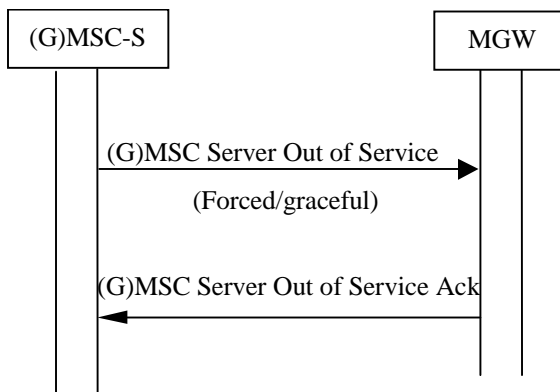 (G)MSC-S
MGW
(G)MSC Server Out of Service
(Forced/graceful)
(G)MSC Server Out of Service Ack